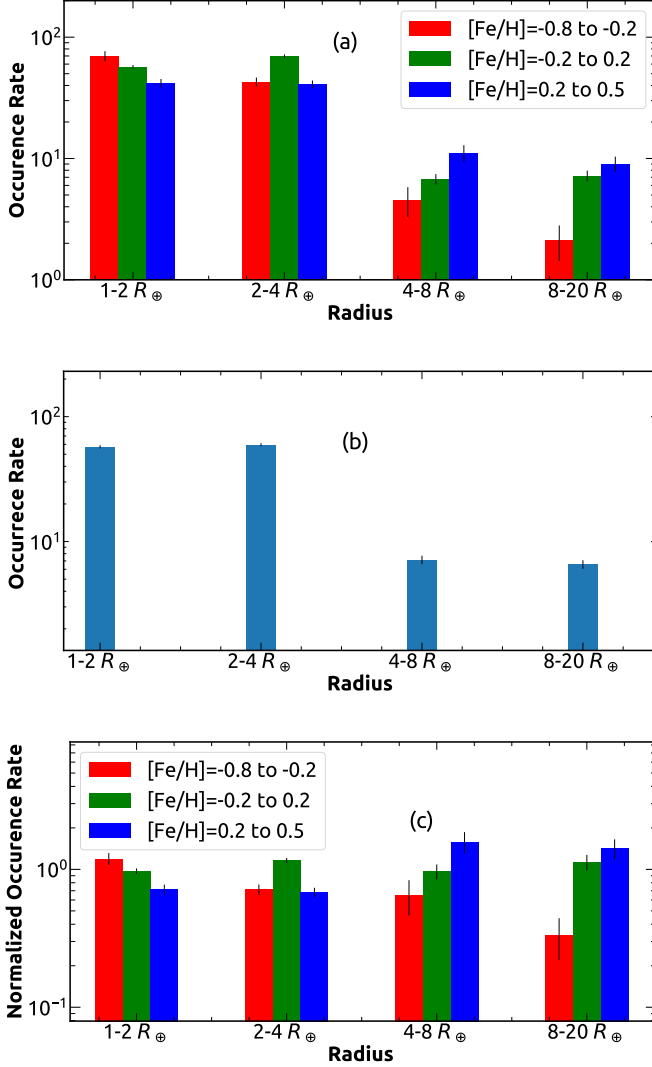 (a)
[Fe/H]=-0.8 to -0.2
[Fe/H]=-0.2 to 0.2
[Fe/H]=0.2 to 0.5
Occurence Rate
10²
10¹
10⁰
1-2 R⊕ 2-4 R⊕ 4-8 R⊕ 8-20 R⊕
Radius
(b)
Occurrece Rate
10²
10¹
1-2 R⊕ 2-4 R⊕ 4-8 R⊕ 8-20 R⊕
Radius
[Fe/H]=-0.8 to -0.2
[Fe/H]=-0.2 to 0.2
[Fe/H]=0.2 to 0.5
(c)
Normalized Occurence Rate
10⁰
10⁻¹
1-2 R⊕ 2-4 R⊕ 4-8 R⊕ 8-20 R⊕
Radius